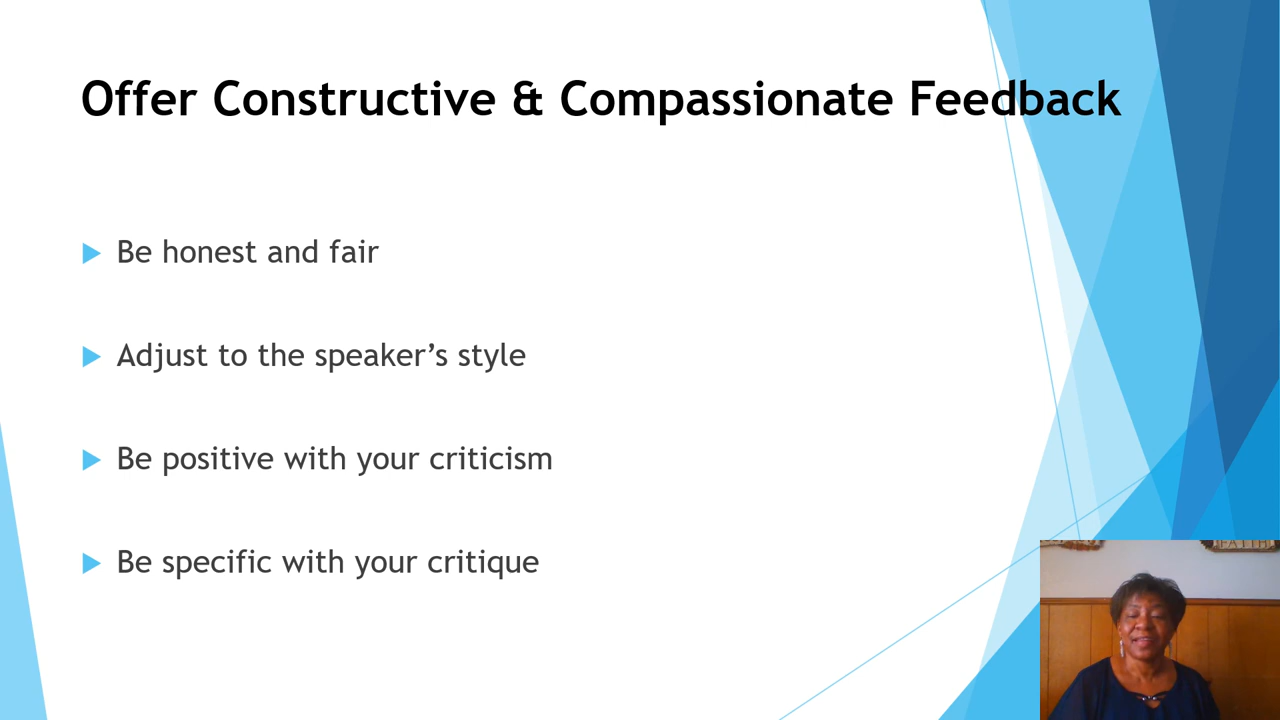 Offer Constructive & Compassionate Feedback
Be honest and fair
Adjust to the speaker’s style
Be positive with your criticism
Be specific with your critique